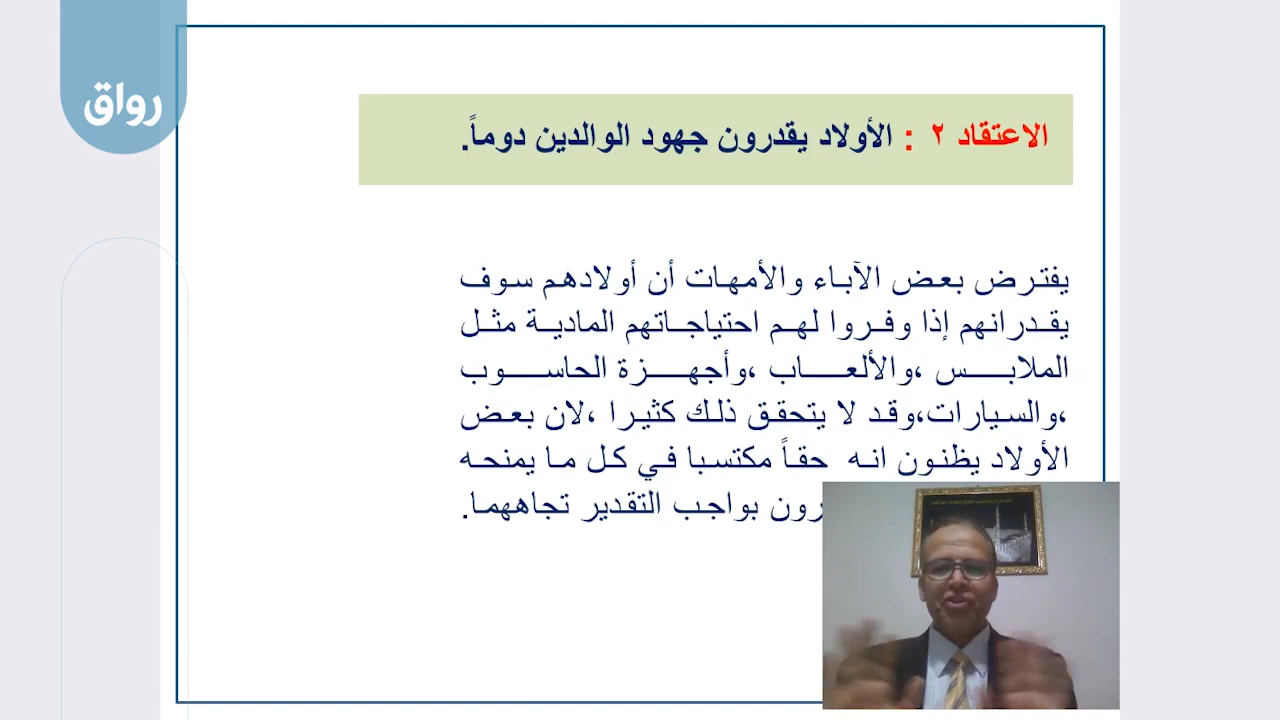 رواق
الاعتقاد ٢ : الأولاد يقدرون جهود الوالدين دوماً.
يفترض بعض الآباء والأمهات أن أولادهم سوف
يقدرانهم إذا وفروا لهم احتياجاتهم المادية مثل
الملابس ،والألعاب ،وأجهزة الحاسوب
،والسيارات،وقد لا يتحقق ذلك كثيرا ،لان بعض
الأولاد يظنون انه حقاً مكتسبا في كل ما يمنحه
بواجب التقدير تجاههما.